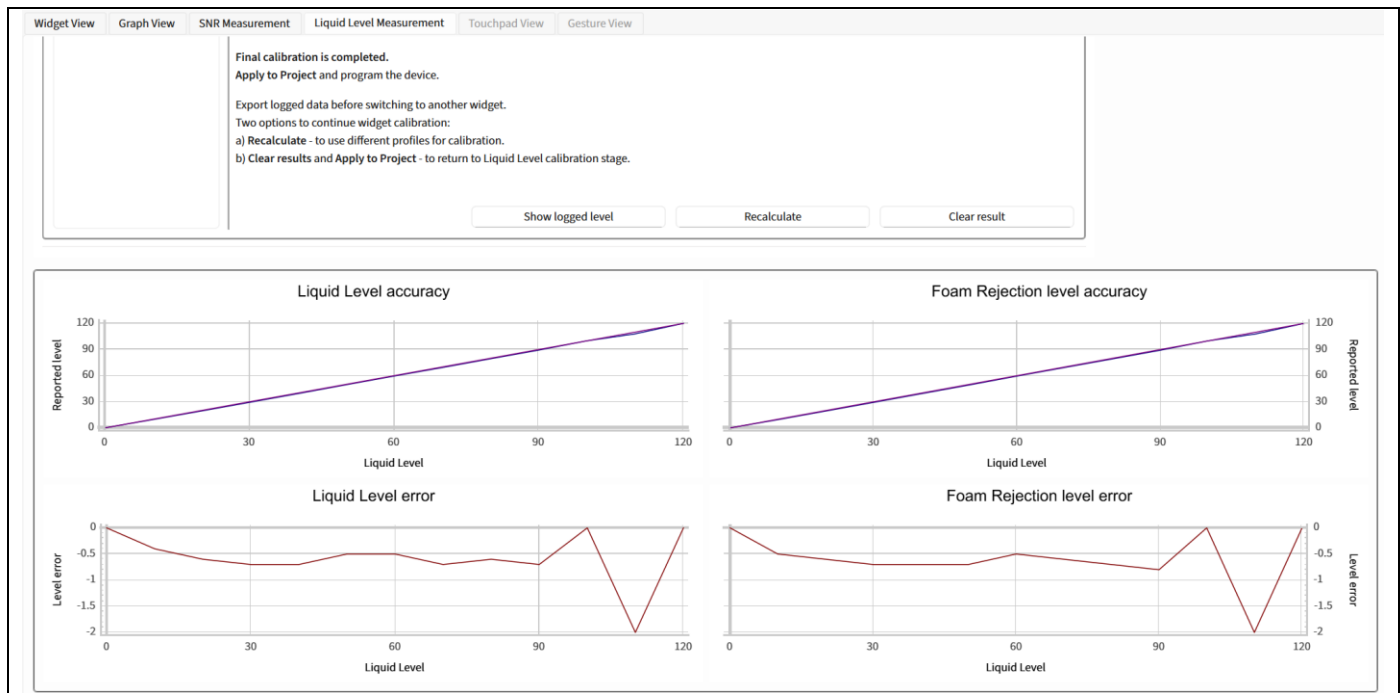 Widget View Graph View SNR Measurement Liquid Level Measurement Touchpad View Gesture View
Final calibration is completed.
Apply to Project and program the device.
Export logged data before switching to another widget.
Two options to continue widget calibration:
a) Recalculate - to use different profiles for calibration.
b) Clear results and Apply to Project - to return to Liquid Level calibration stage.
Show logged level Recalculate Clear result
Liquid Level accuracy
Reported level
120
90
60
30
0
0 30 60 90 120
Liquid Level
Foam Rejection level accuracy
120
90
60
30
0
Reported level
0 30 60 90 120
Liquid Level
Liquid Level error
Level error
0
-0.5
-1
-1.5
-2
0 30 60 90 120
Liquid Level
Foam Rejection level error
0
-0.5
-1
-1.5
-2
Level error
0 30 60 90 120
Liquid Level